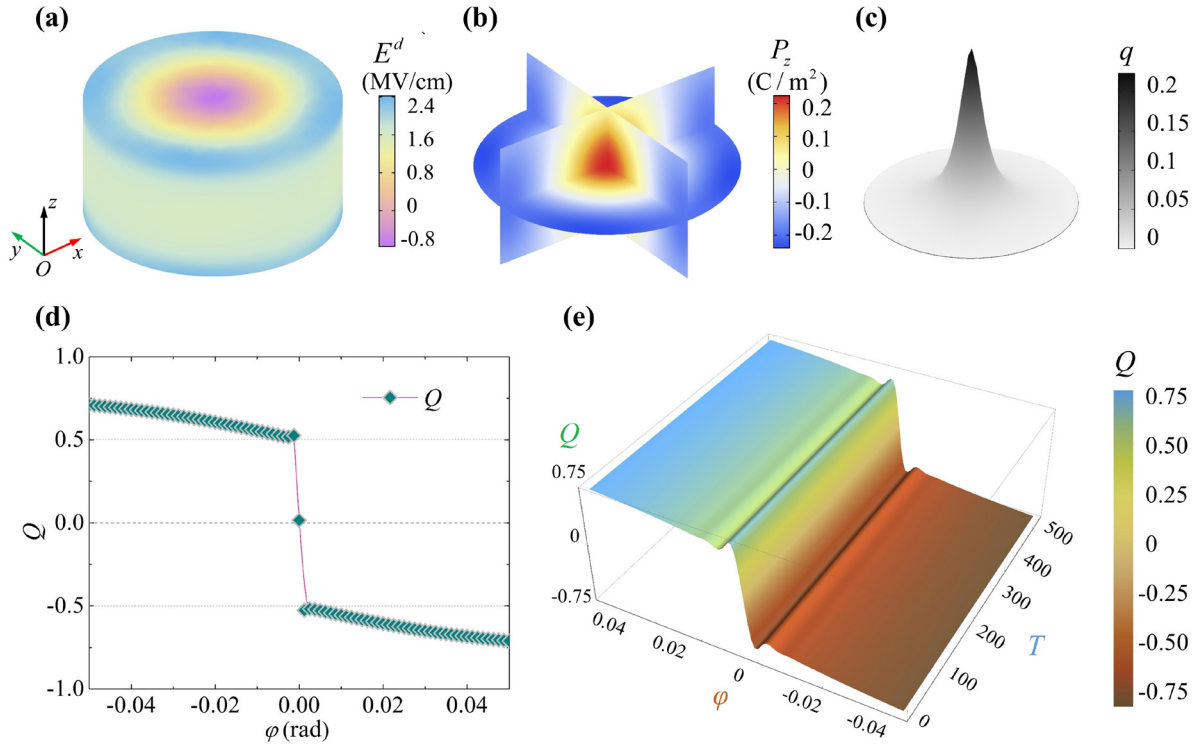 (a)
E^d
(MV/cm)
2.4
1.6
0.8
0
-0.8
z
y
O
x
(b)
P_z
(C / m²)
0.2
0.1
0
-0.1
-0.2
(c)
q
0.2
0.15
0.1
0.05
0
(d)
1.0
0.5
0.0
-0.5
-1.0
Q
Q
-0.04
-0.02
0.00
0.02
0.04
φ (rad)
(e)
Q
0.75
0
-0.75
0.04
0.02
0
-0.02
-0.04
φ
0
100
200
300
400
500
T
Q
0.75
0.50
0.25
0
-0.25
-0.50
-0.75